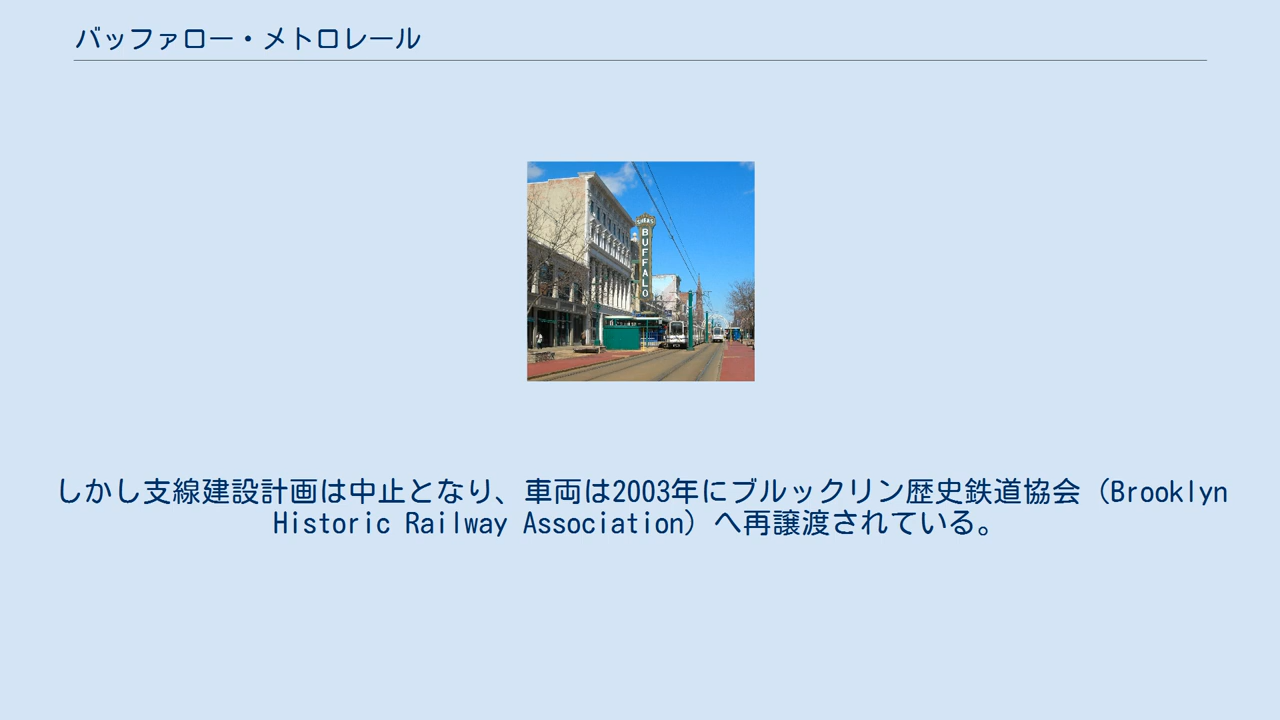 バッファロー・メトロレール
SHEA'S
BUFFALO
しかし支線建設計画は中止となり、車両は2003年にブルックリン歴史鉄道協会（Brooklyn
Historic Railway Association）へ再譲渡されている。